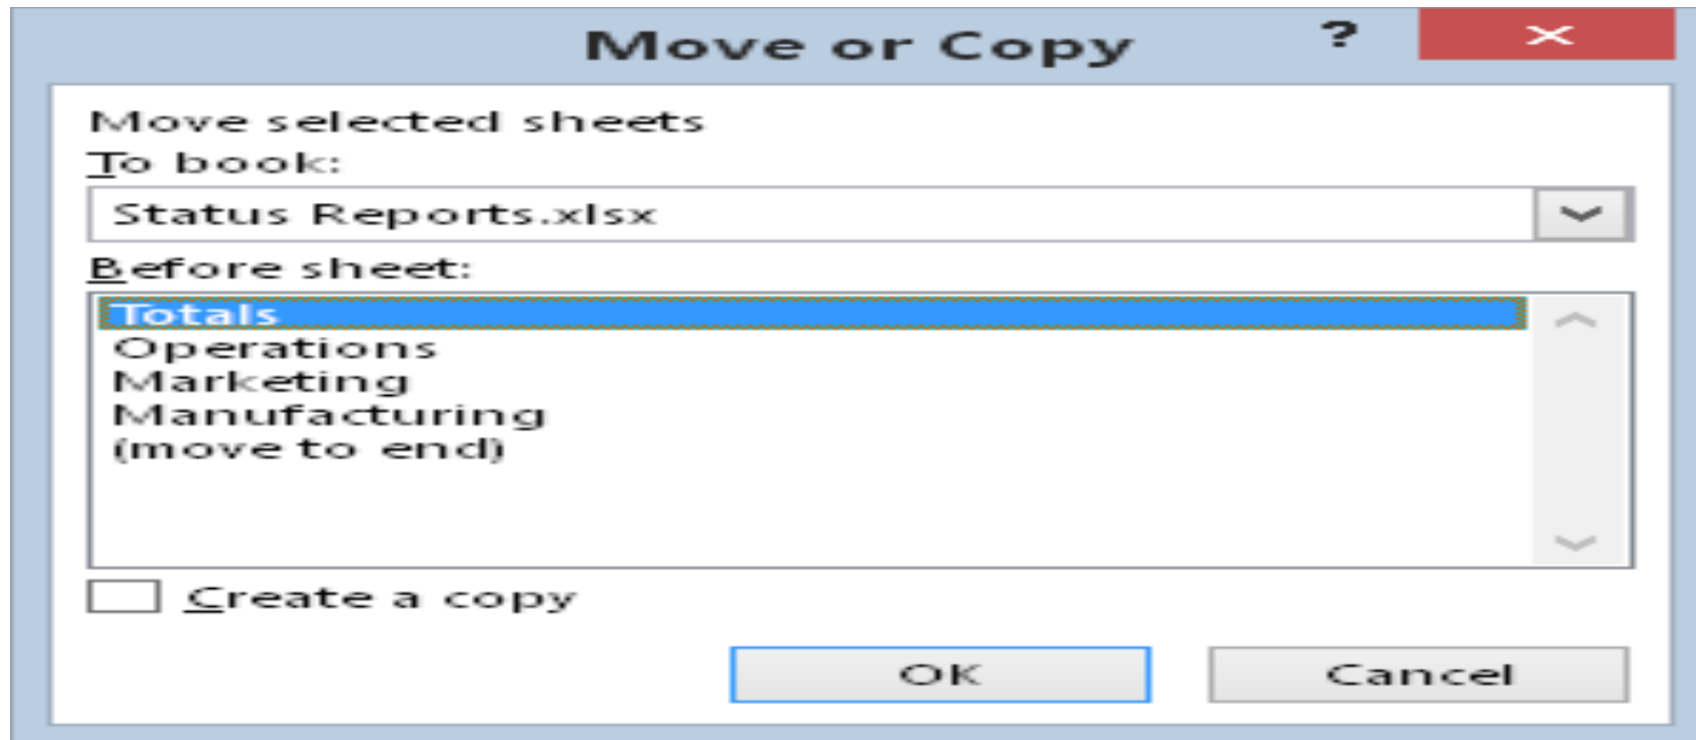 Move or Copy ?
Move selected sheets
To book:
Status Reports.xlsx
Before sheet:
Totals
Operations
Marketing
Manufacturing
(move to end)
Create a copy
OK Cancel